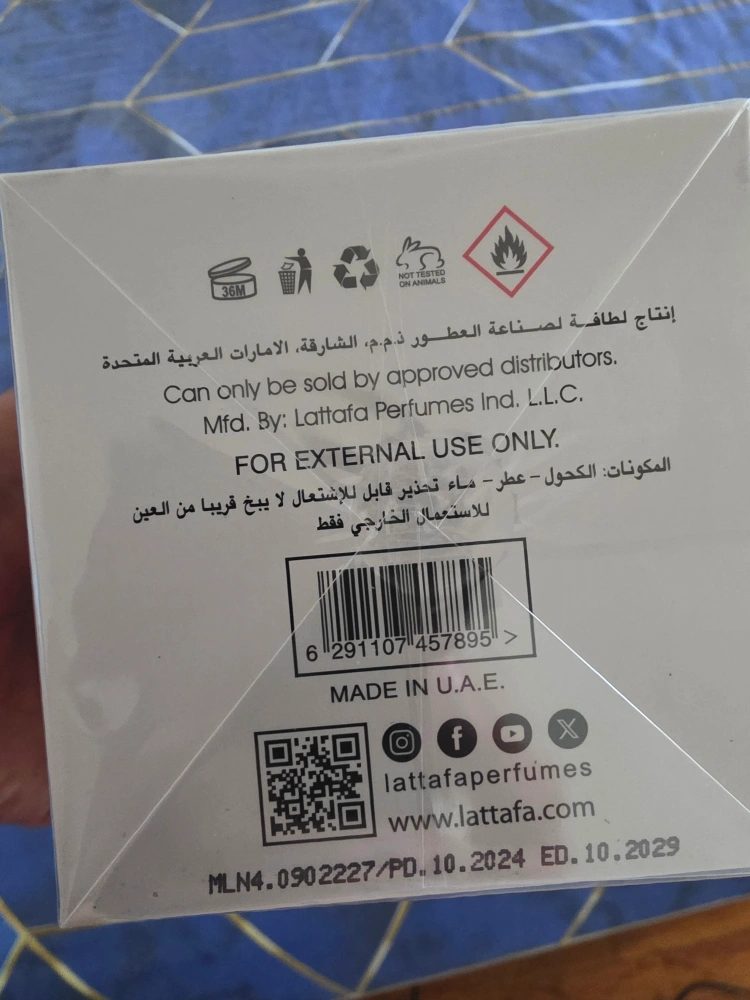 36M
NOT TESTED
ON ANIMALS
إنتاج لطافة لصناعة العطور ذ.م.م، الشارقة، الامارات العربية المتحدة
Can only be sold by approved distributors.
Mfd. By: Lattafa Perfumes Ind. L.L.C.
FOR EXTERNAL USE ONLY.
المكونات: الكحول - عطر - ماء تحذير قابل للإشتعال لا يبخ قريبا من العين
للاستعمال الخارجي فقط
6 291107 457895 >
MADE IN U.A.E.
lattafaperfumes
www.lattafa.com
MLN4.0902227/PD.10.2024 ED.10.2029